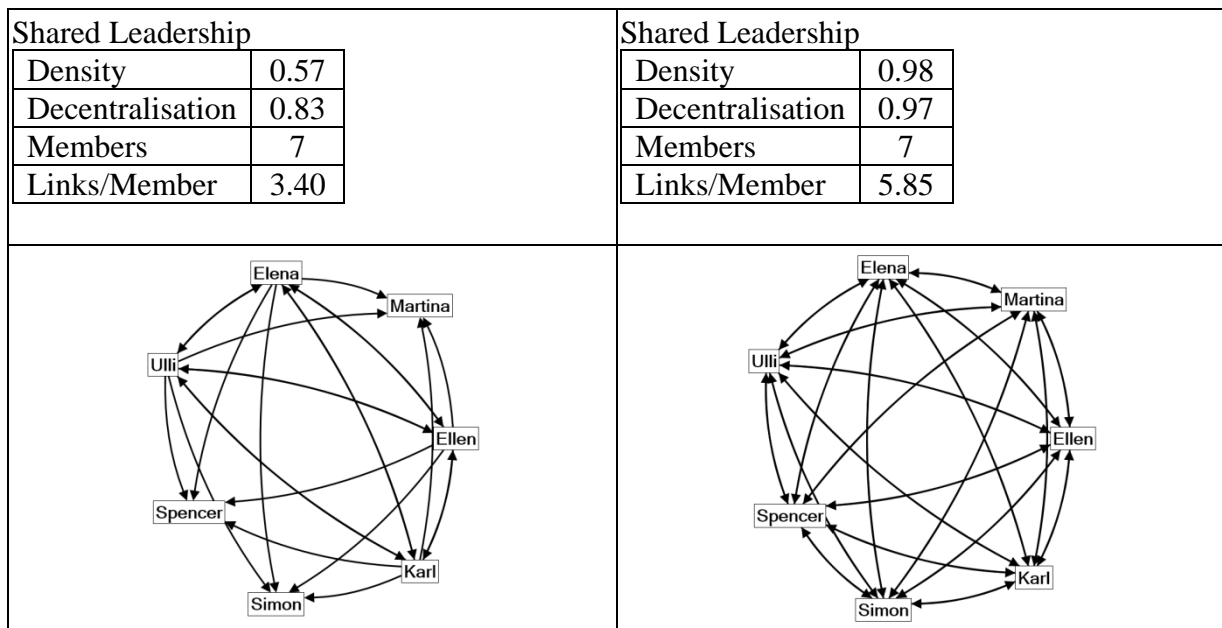 Shared Leadership
Density 0.57
Decentralisation 0.83
Members 7
Links/Member 3.40
Shared Leadership
Density 0.98
Decentralisation 0.97
Members 7
Links/Member 5.85
Elena
Martina
Ulli
Ellen
Spencer
Karl
Simon
Elena
Martina
Ulli
Ellen
Spencer
Karl
Simon